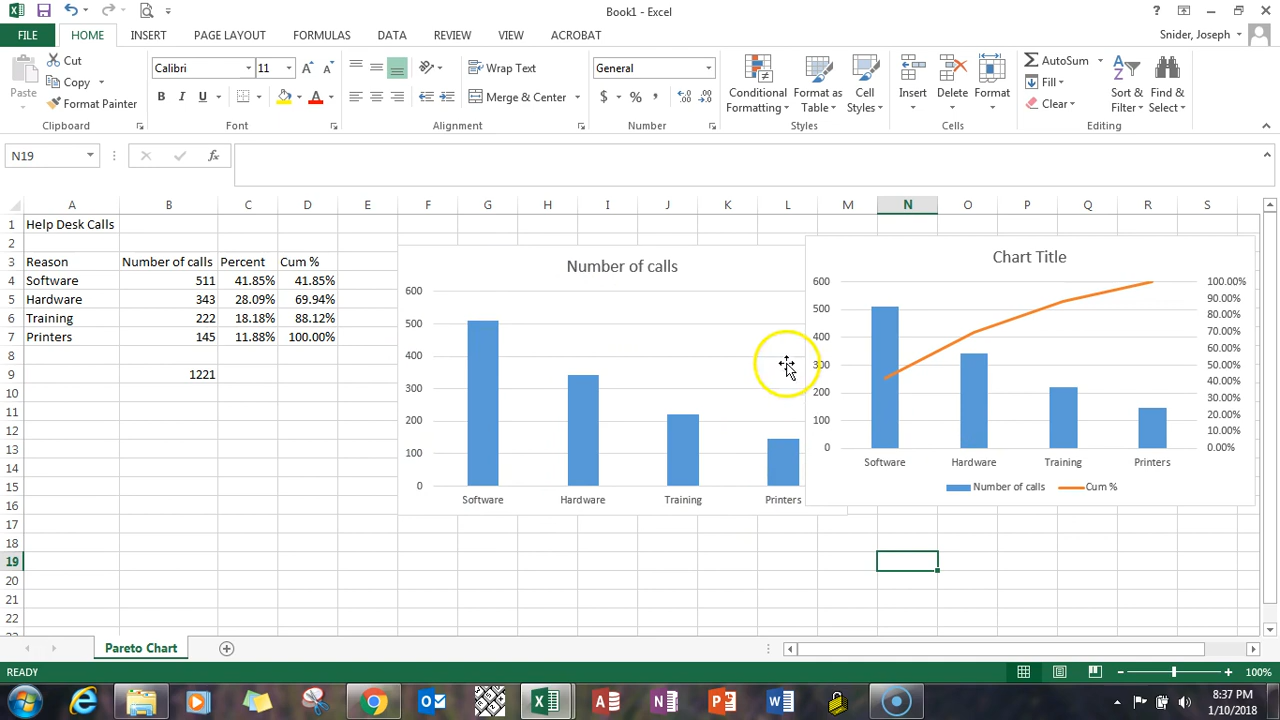 Book1 - Excel
?
FILE HOME INSERT PAGE LAYOUT FORMULAS DATA REVIEW VIEW ACROBAT Snider, Joseph
Paste
Cut
Copy
Format Painter
Clipboard
Calibri 11
B I U A
Font
Wrap Text
Merge & Center
Alignment
General
$ % ,
Number
Conditional Formatting
Format as Table
Cell Styles
Styles
Insert Delete Format
Cells
AutoSum
Fill
Clear
Sort & Filter
Find & Select
Editing
N19
fx
A B C D E F G H I J K L M N O P Q R S
1 Help Desk Calls
2
3 Reason Number of calls Percent Cum %
4 Software 511 41.85% 41.85%
5 Hardware 343 28.09% 69.94%
6 Training 222 18.18% 88.12%
7 Printers 145 11.88% 100.00%
8
9 1221
10
11
12
13
14
15
16
17
18
19
20
21
22
Number of calls
600
500
400
300
200
100
0
Software Hardware Training Printers
Chart Title
600
500
400
300
200
100
0
100.00%
90.00%
80.00%
70.00%
60.00%
50.00%
40.00%
30.00%
20.00%
10.00%
0.00%
Software Hardware Training Printers
Number of calls Cum %
Pareto Chart
READY
100%
8:37 PM
1/10/2018